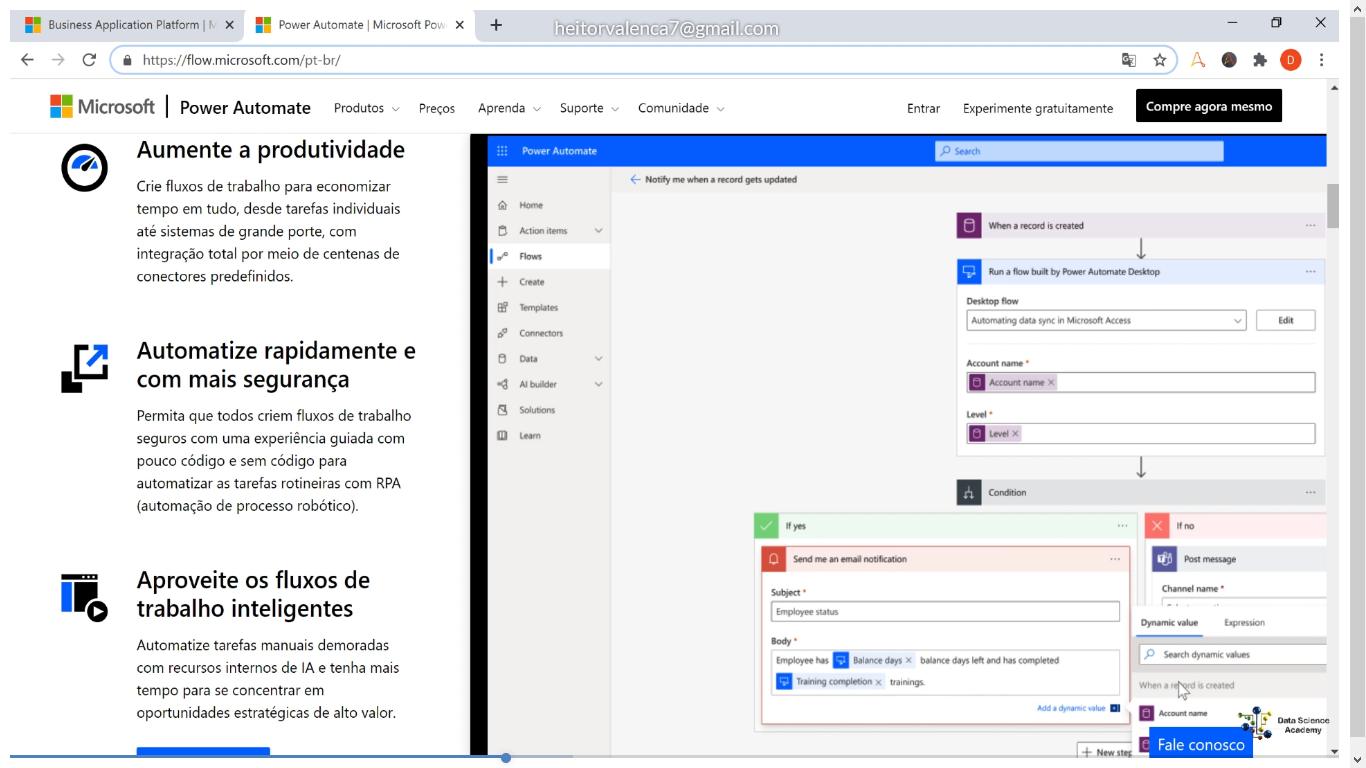 Business Application Platform | M
Power Automate | Microsoft Pow
heitorvalenca7@gmail.com
https://flow.microsoft.com/pt-br/
D
Microsoft
Power Automate
Produtos
Preços
Aprenda
Suporte
Comunidade
Entrar
Experimente gratuitamente
Compre agora mesmo
Aumente a produtividade
Crie fluxos de trabalho para economizar
tempo em tudo, desde tarefas individuais
até sistemas de grande porte, com
integração total por meio de centenas de
conectores predefinidos.
Automatize rapidamente e
com mais segurança
Permita que todos criem fluxos de trabalho
seguros com uma experiência guiada com
pouco código e sem código para
automatizar as tarefas rotineiras com RPA
(automação de processo robótico).
Aproveite os fluxos de
trabalho inteligentes
Automatize tarefas manuais demoradas
com recursos internos de IA e tenha mais
tempo para se concentrar em
oportunidades estratégicas de alto valor.
Power Automate
Search
Notify me when a record gets updated
Home
Action items
Flows
Create
Templates
Connectors
Data
AI builder
Solutions
Learn
When a record is created
Run a flow built by Power Automate Desktop
Desktop flow
Automating data sync in Microsoft Access
Edit
Account name *
Account name ×
Level *
Level ×
Condition
If yes
Send me an email notification
Subject *
Employee status
Body *
Employee has Balance days × balance days left and has completed
Training completion × trainings.
Add a dynamic value
If no
Post message
Channel name *
Dynamic value
Expression
Search dynamic values
When a record is created
Account name
Data Science
Academy
Fale conosco
+ New step